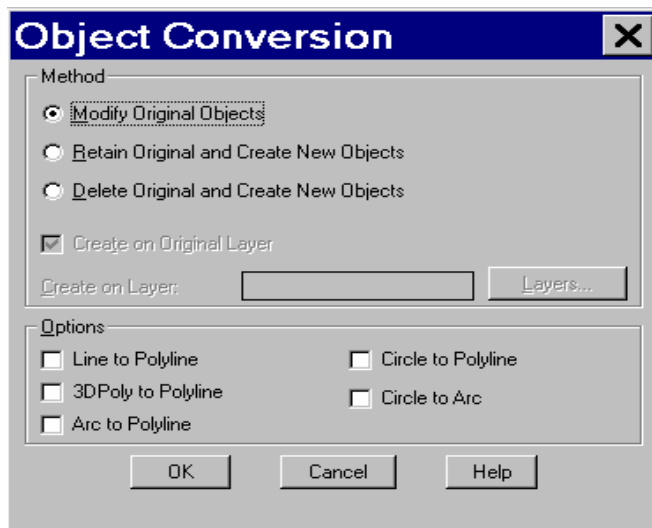 Object Conversion
Method
Modify Original Objects
Retain Original and Create New Objects
Delete Original and Create New Objects
Create on Original Layer
Create on Layer:
Layers...
Options
Line to Polyline
Circle to Polyline
3DPoly to Polyline
Circle to Arc
Arc to Polyline
OK Cancel Help